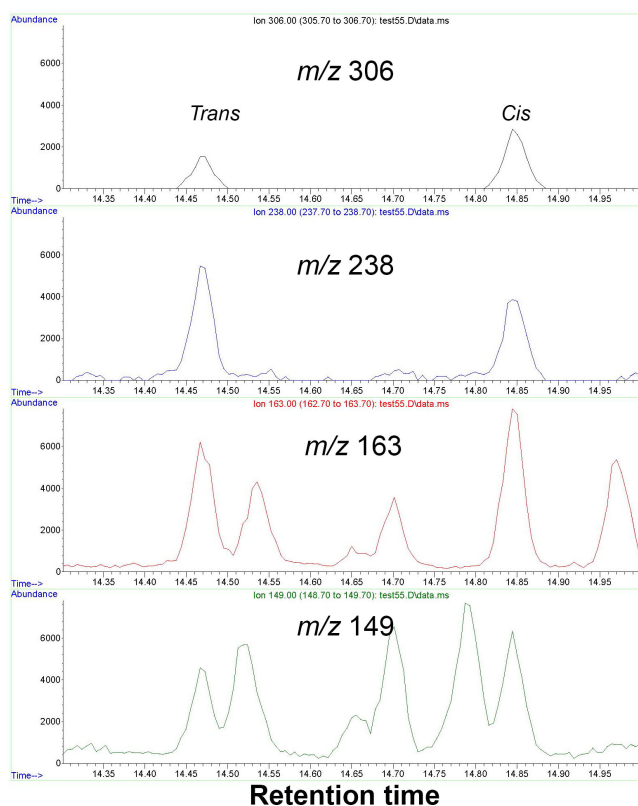 Abundance
Ion 306.00 (305.70 to 306.70): test55.D\data.ms
m/z 306
6000
4000
Trans
Cis
2000
0
Time-->
14.35 14.40 14.45 14.50 14.55 14.60 14.65 14.70 14.75 14.80 14.85 14.90 14.95
Abundance
Ion 238.00 (237.70 to 238.70): test55.D\data.ms
m/z 238
6000
4000
2000
0
Time-->
14.35 14.40 14.45 14.50 14.55 14.60 14.65 14.70 14.75 14.80 14.85 14.90 14.95
Abundance
Ion 163.00 (162.70 to 163.70): test55.D\data.ms
m/z 163
6000
4000
2000
0
Time-->
14.35 14.40 14.45 14.50 14.55 14.60 14.65 14.70 14.75 14.80 14.85 14.90 14.95
Abundance
Ion 149.00 (148.70 to 149.70): test55.D\data.ms
m/z 149
6000
4000
2000
0
Time-->
14.35 14.40 14.45 14.50 14.55 14.60 14.65 14.70 14.75 14.80 14.85 14.90 14.95
Retention time